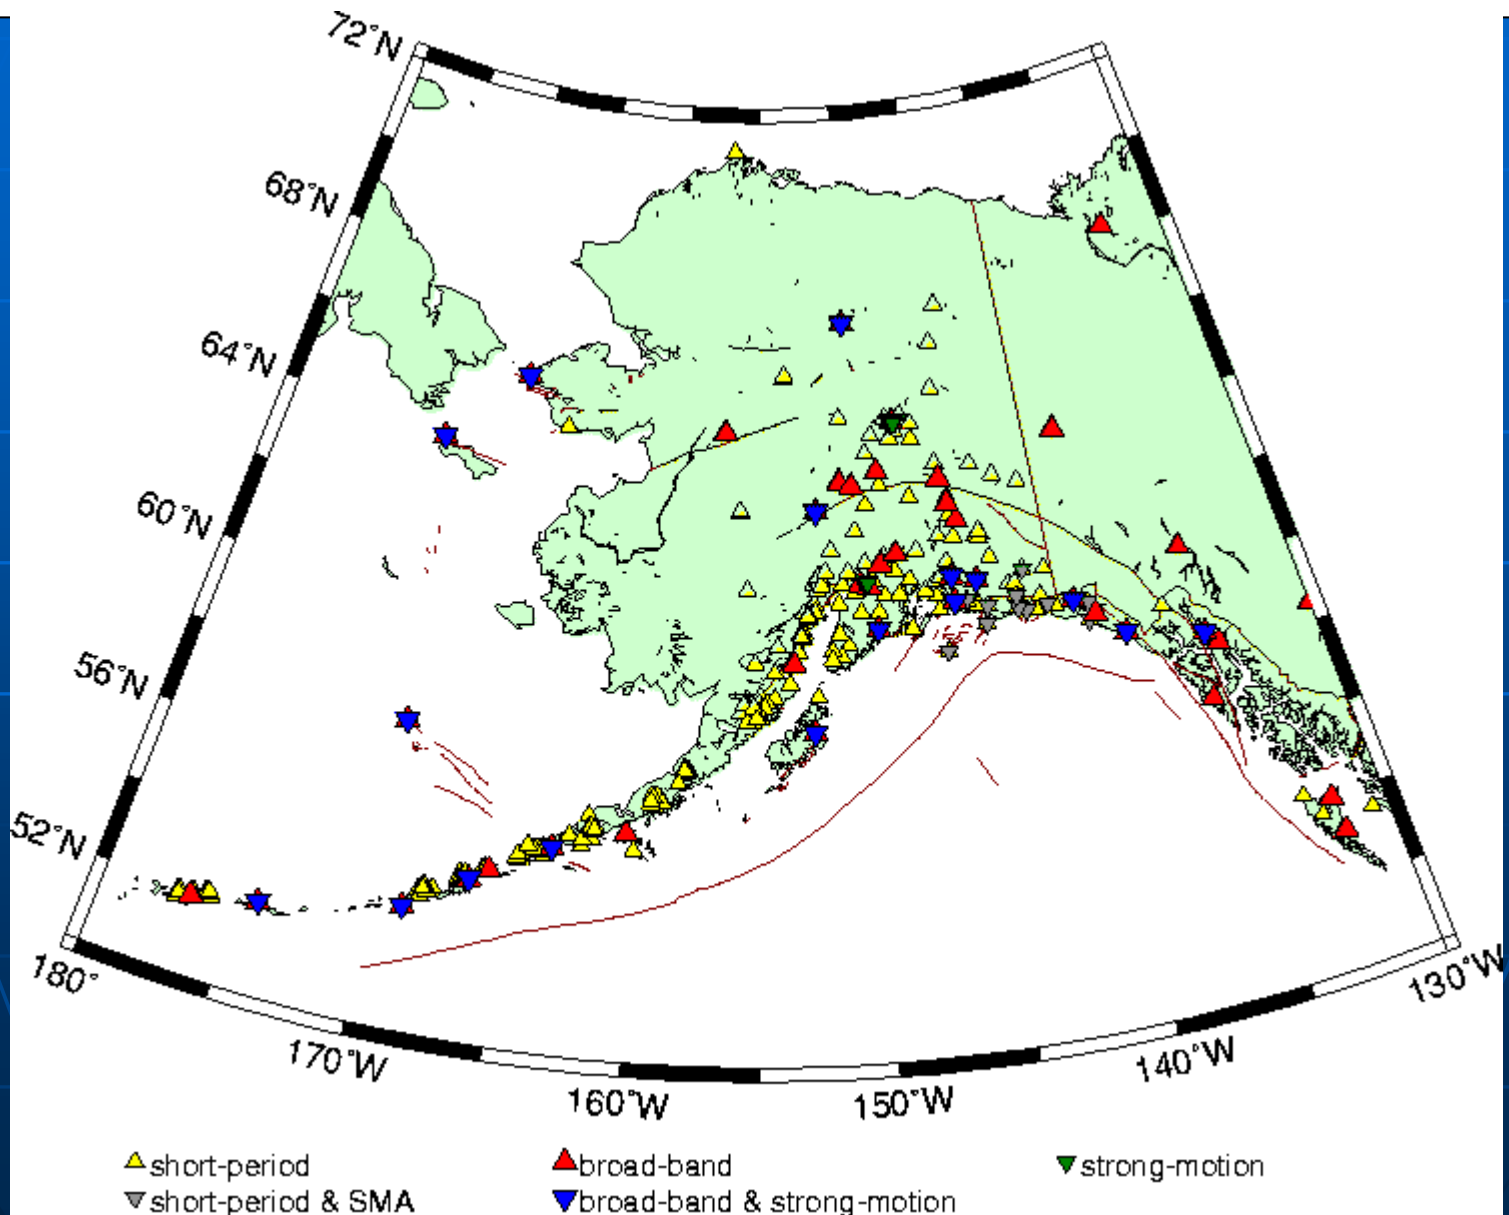 72°N
68°N
64°N
60°N
56°N
52°N
180°
170°W
160°W
150°W
140°W
130°W
short-period
broad-band
strong-motion
short-period & SMA
broad-band & strong-motion